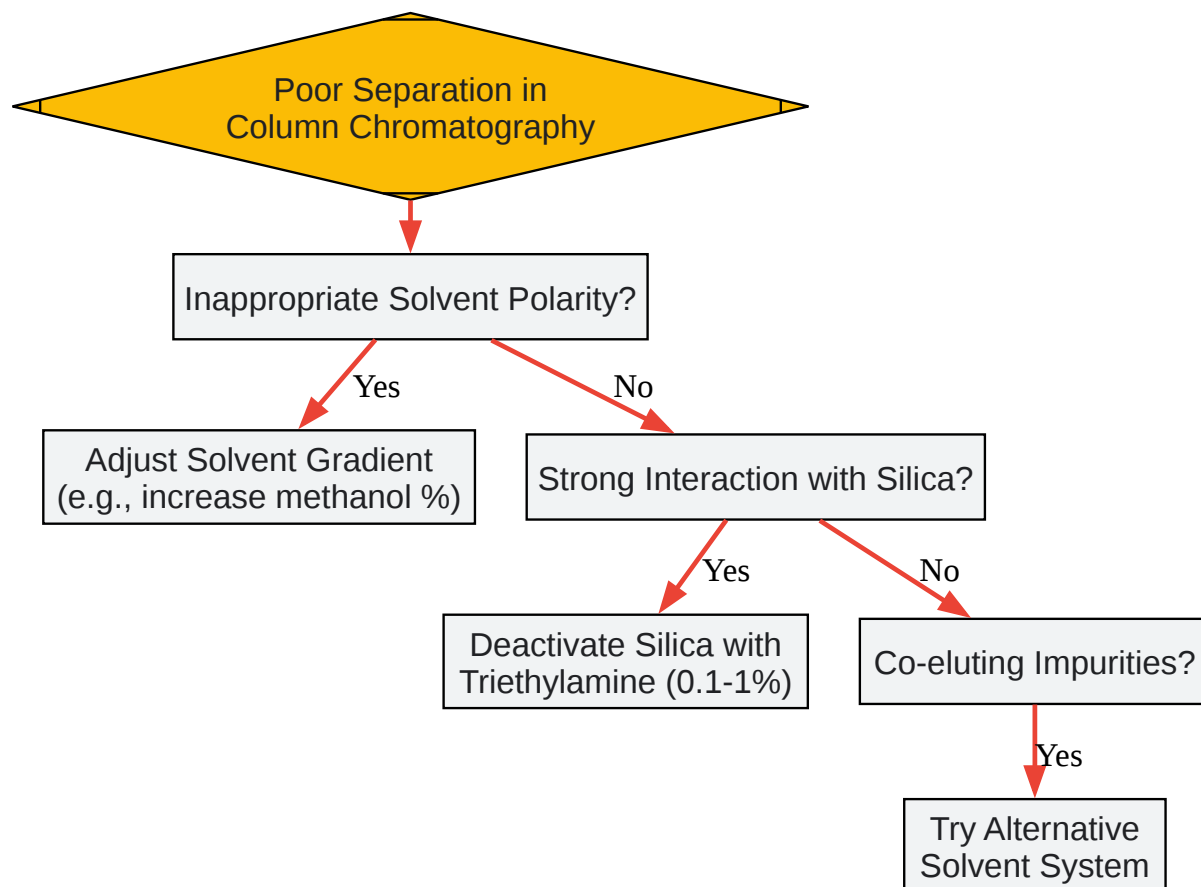 Poor Separation in
Column Chromatography
Inappropriate Solvent Polarity?
Yes
No
Adjust Solvent Gradient
(e.g., increase methanol %)
Strong Interaction with Silica?
Yes
No
Deactivate Silica with
Triethylamine (0.1-1%)
Co-eluting Impurities?
Yes
Try Alternative
Solvent System